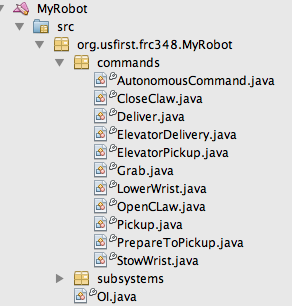 MyRobot
src
org.usfirst.frc348.MyRobot
commands
AutonomousCommand.java
CloseClaw.java
Deliver.java
ElevatorDelivery.java
ElevatorPickup.java
Grab.java
LowerWrist.java
OpenCLaw.java
Pickup.java
PrepareToPickup.java
StowWrist.java
subsystems
OI.java